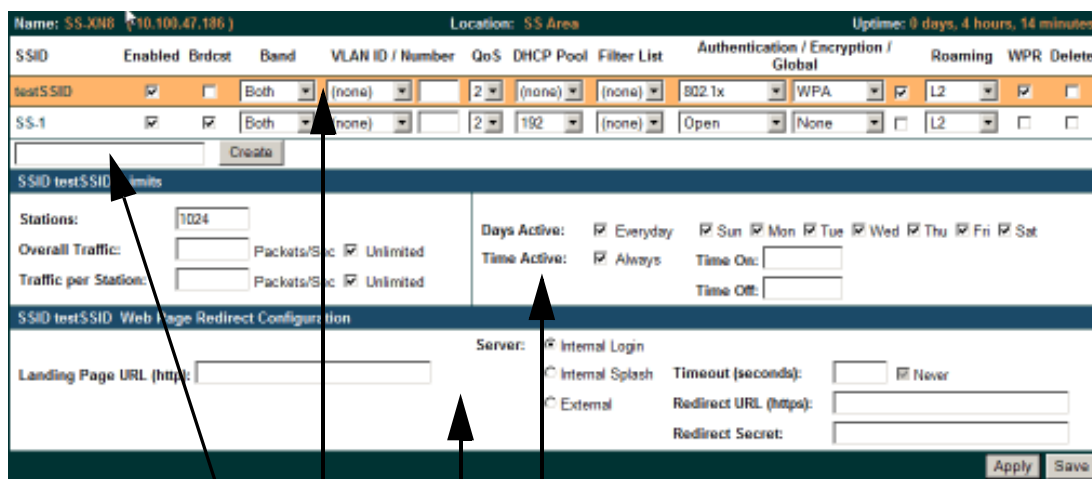 Name: SS-XN8 (10.100.47.186 ) Location: SS Area Uptime: 0 days, 4 hours, 14 minutes
SSID Enabled Brdcst Band VLAN ID / Number QoS DHCP Pool Filter List Authentication / Encryption / Global Roaming WPR Delete
testSSID Both (none) 2 (none) (none) 802.1x WPA L2
SS-1 Both (none) 2 192 (none) Open None L2
Create
SSID testSSID Limits
Stations: 1024
Overall Traffic: Packets/Sec Unlimited
Traffic per Station: Packets/Sec Unlimited
Days Active: Everyday Sun Mon Tue Wed Thu Fri Sat
Time Active: Always Time On:
Time Off:
SSID testSSID Web Page Redirect Configuration
Server: Internal Login
Landing Page URL (http): Internal Splash Timeout (seconds): Never
External Redirect URL (https):
Redirect Secret:
Apply Save